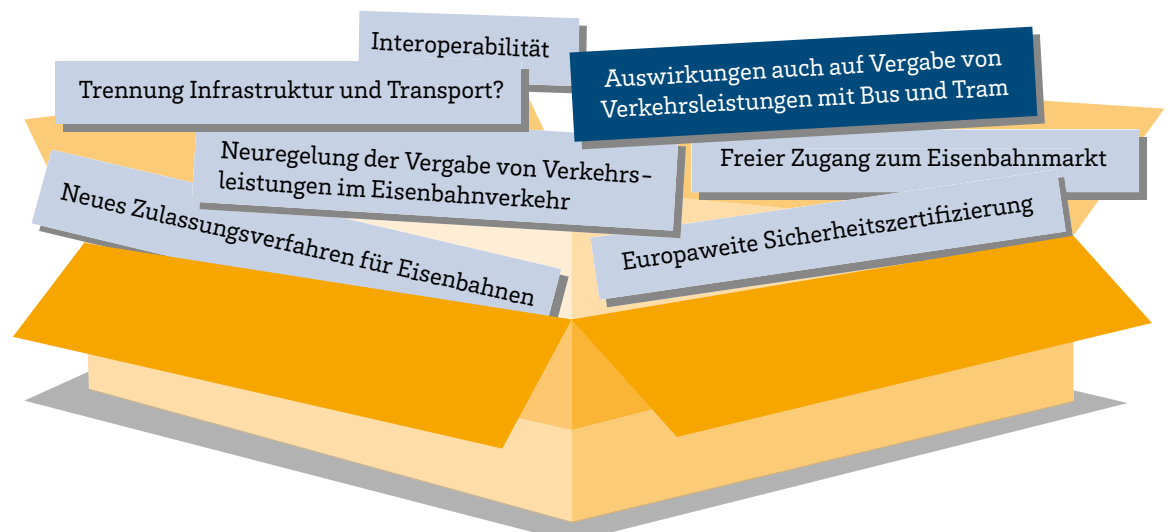 Interoperabilität
Auswirkungen auch auf Vergabe von
Verkehrsleistungen mit Bus und Tram
Trennung Infrastruktur und Transport?
Neuregelung der Vergabe von Verkehrs-
leistungen im Eisenbahnverkehr
Freier Zugang zum Eisenbahnmarkt
Neues Zulassungsverfahren für Eisenbahnen
Europaweite Sicherheitszertifizierung